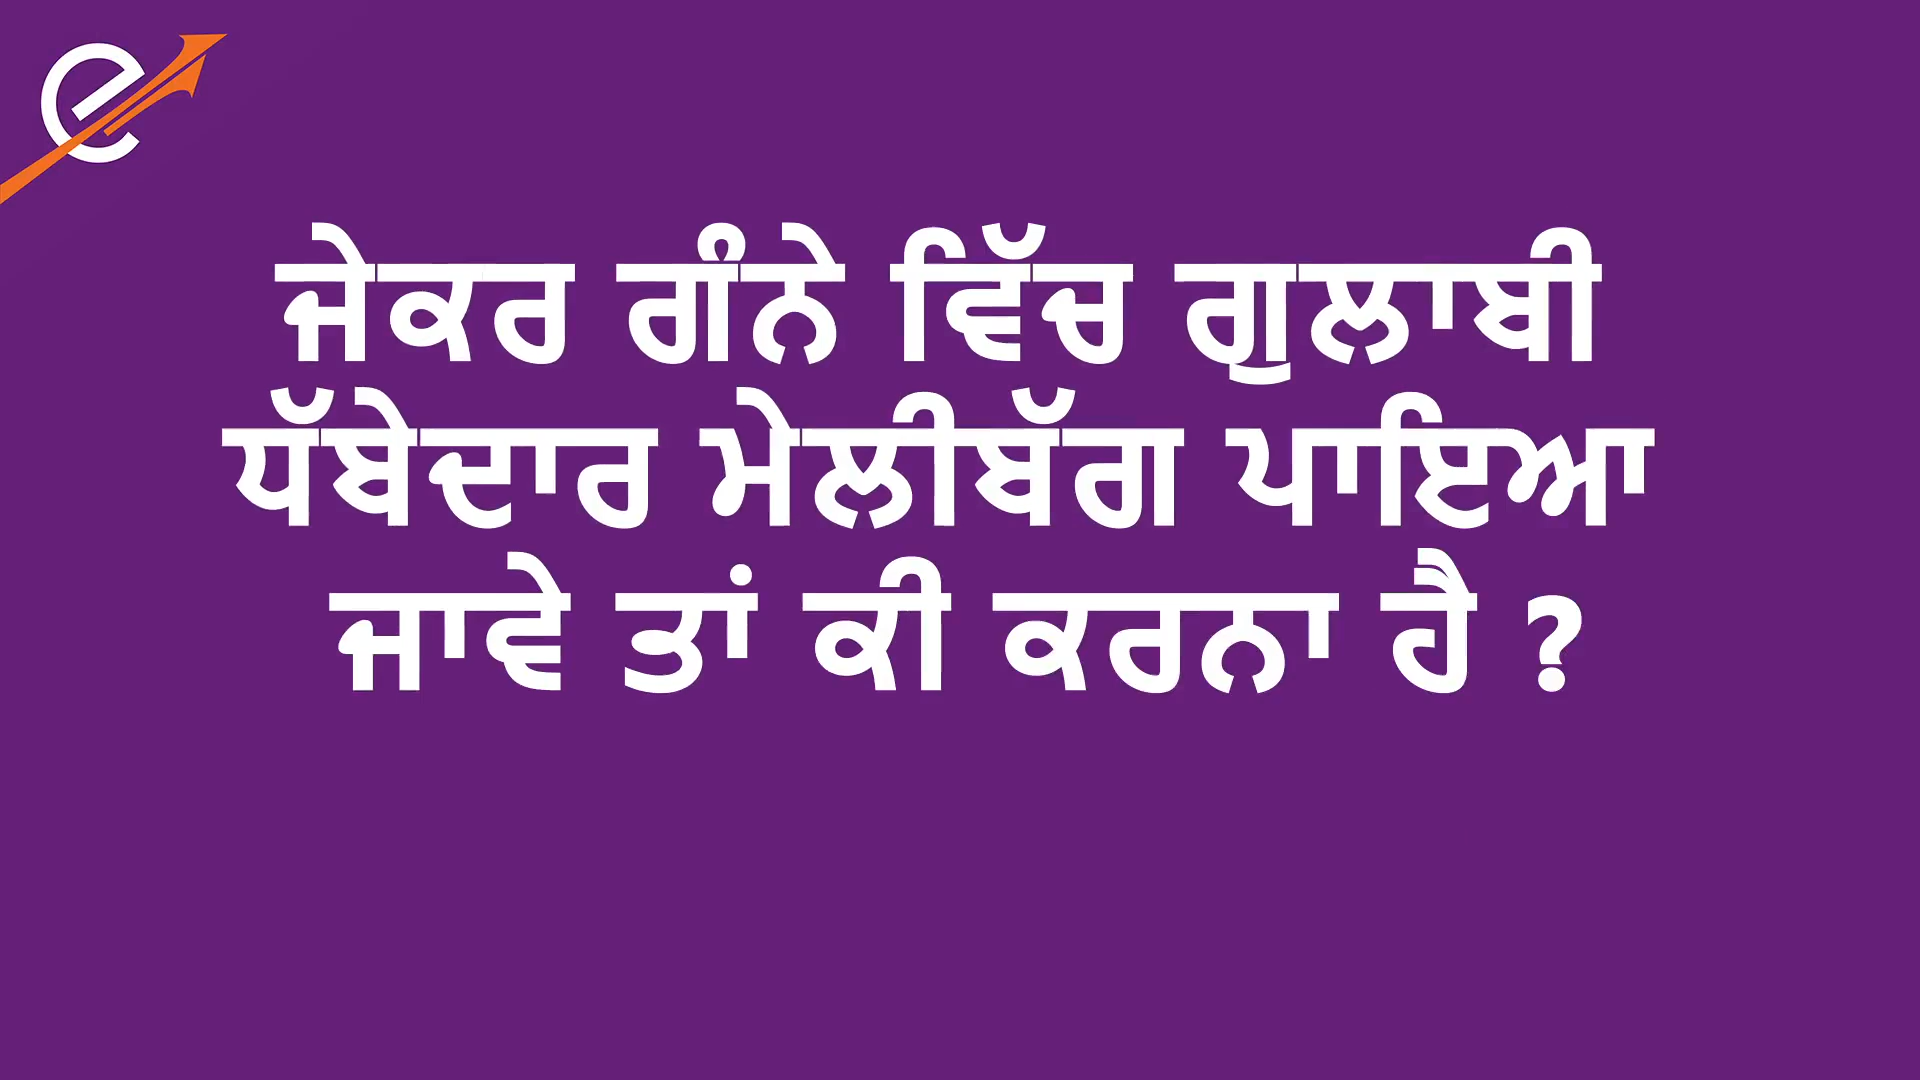 ਜੇਕਰ ਗੰਨੇ ਵਿੱਚ ਗੁਲਾਬੀ
ਧੱਬੇਦਾਰ ਮੇਲੀਬੱਗ ਪਾਇਆ
ਜਾਵੇ ਤਾਂ ਕੀ ਕਰਨਾ ਹੈ ?